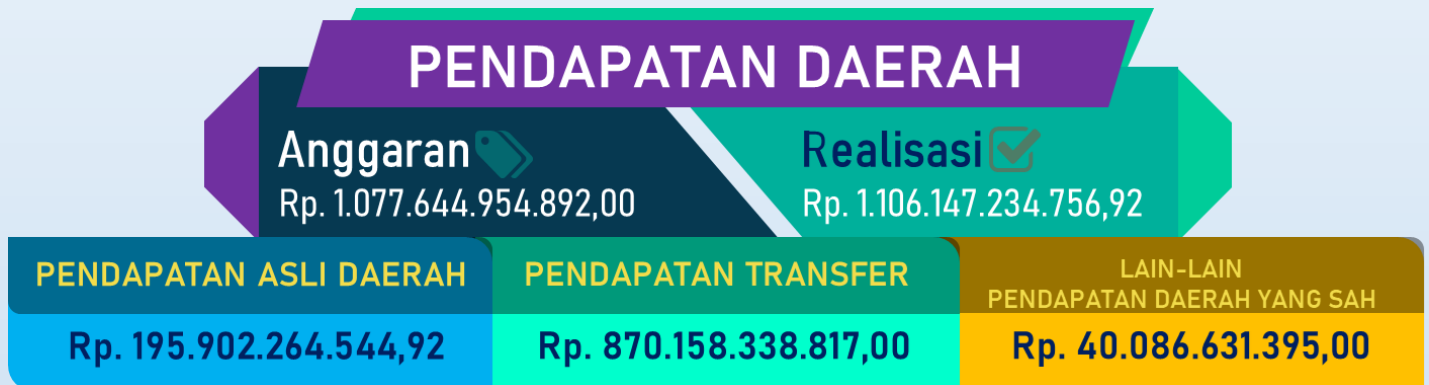 PENDAPATAN DAERAH
Anggaran
Rp. 1.077.644.954.892,00
Realisasi
Rp. 1.106.147.234.756,92
PENDAPATAN ASLI DAERAH
Rp. 195.902.264.544,92
PENDAPATAN TRANSFER
Rp. 870.158.338.817,00
LAIN-LAIN
PENDAPATAN DAERAH YANG SAH
Rp. 40.086.631.395,00